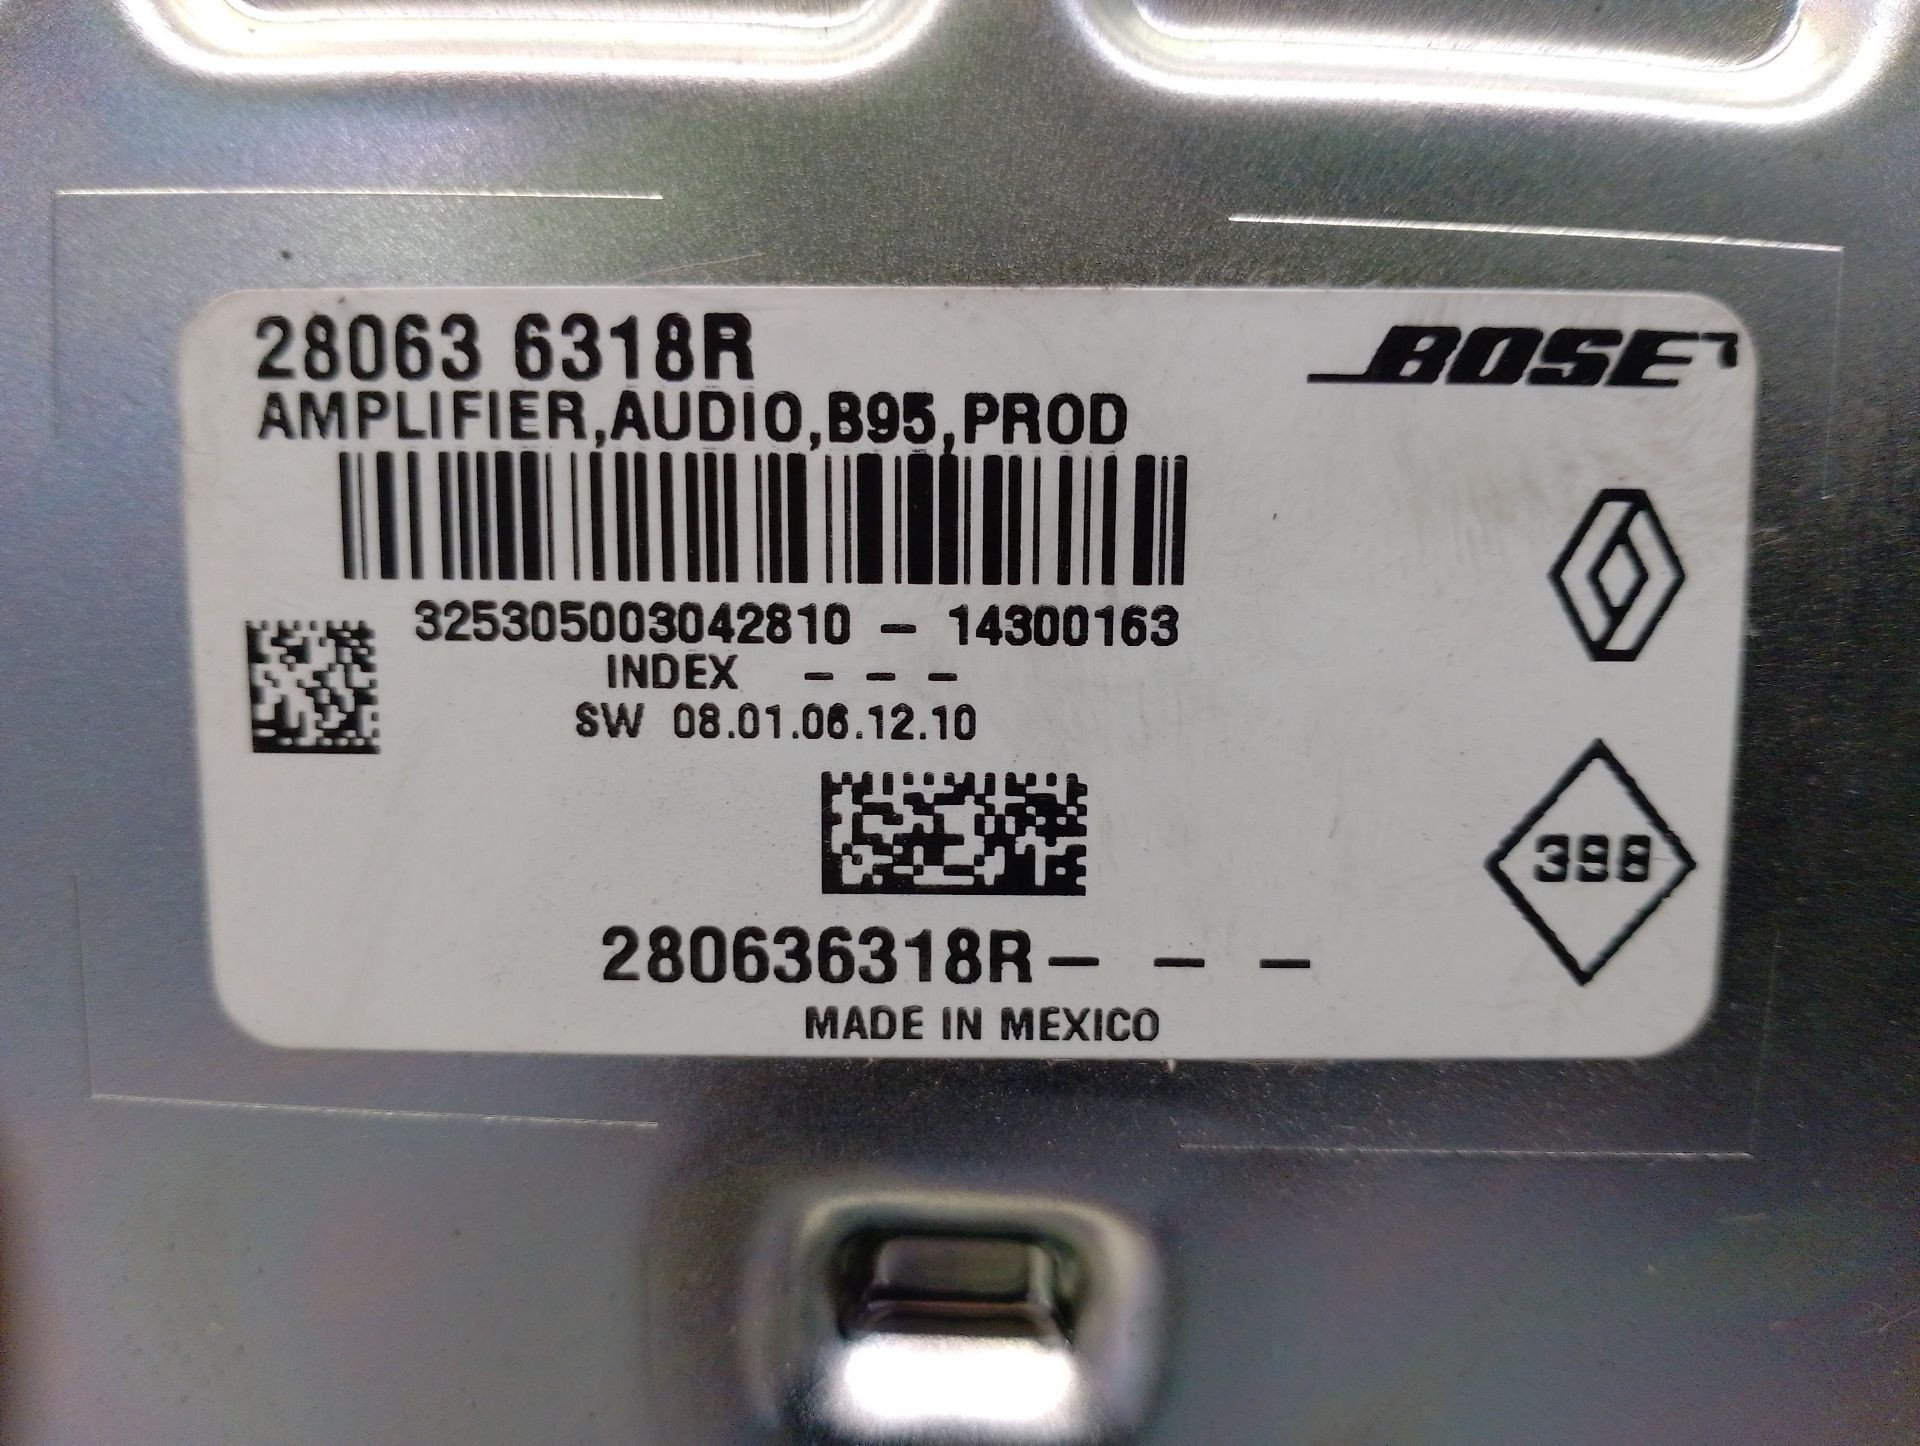 28063 6318R
BOSE
AMPLIFIER,AUDIO,B95,PROD
325305003042810 – 14300163
INDEX – – –
SW 08.01.06.12.10
398
280636318R– – –
MADE IN MEXICO